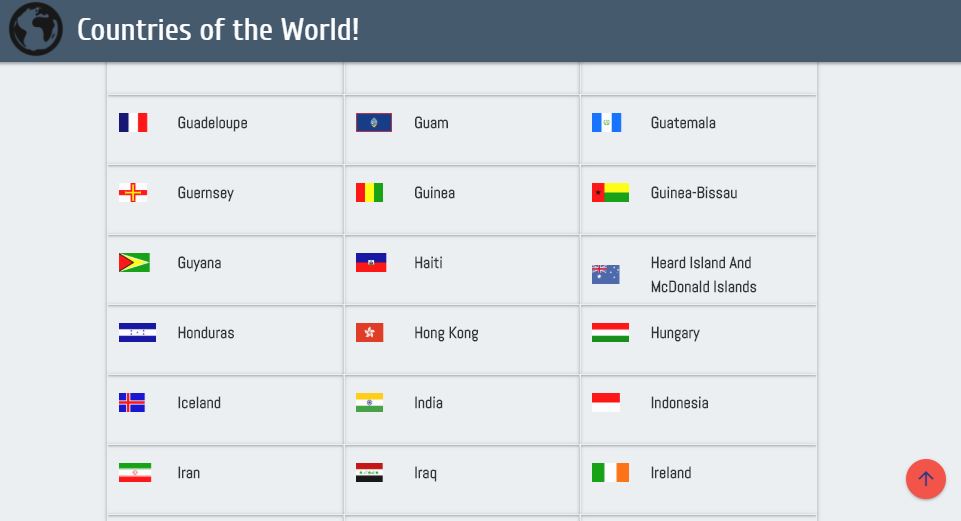 Countries of the World!
Guadeloupe
Guam
Guatemala
Guernsey
Guinea
Guinea-Bissau
Guyana
Haiti
Heard Island And
McDonald Islands
Honduras
Hong Kong
Hungary
Iceland
India
Indonesia
Iran
Iraq
Ireland